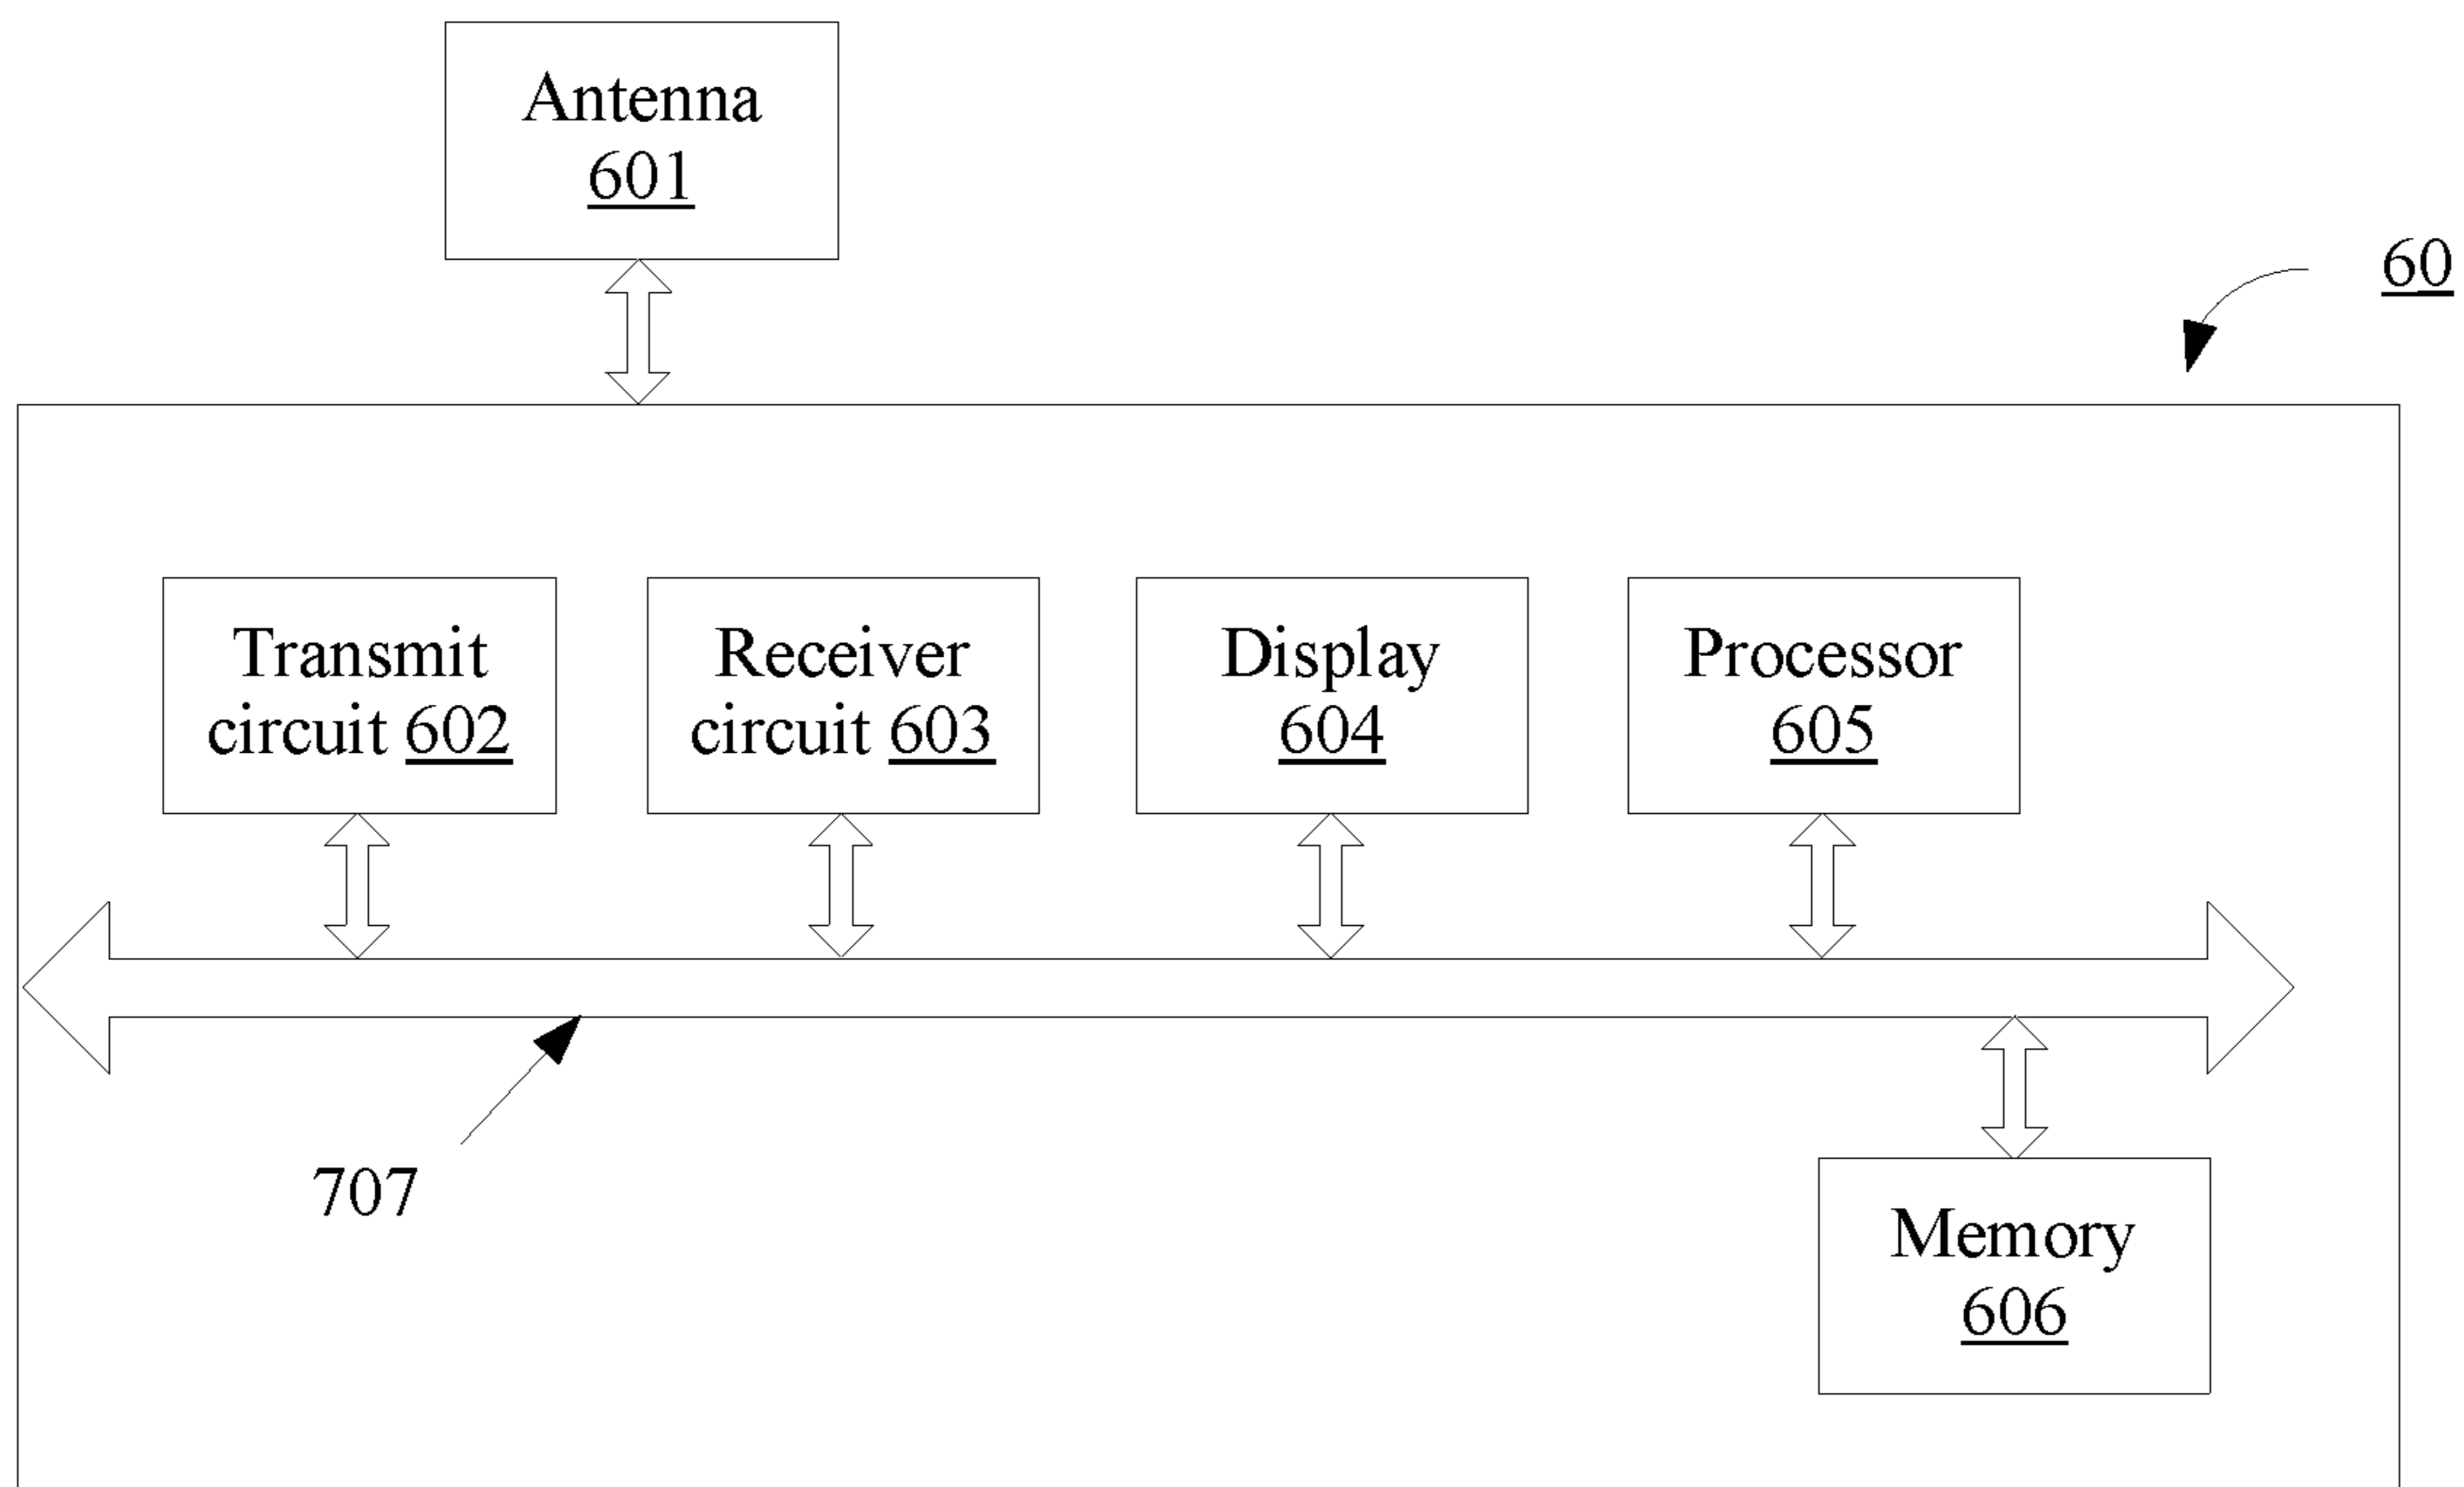 Antenna
601
60
Transmit
circuit 602
Receiver
circuit 603
Display
604
Processor
605
707
Memory
606